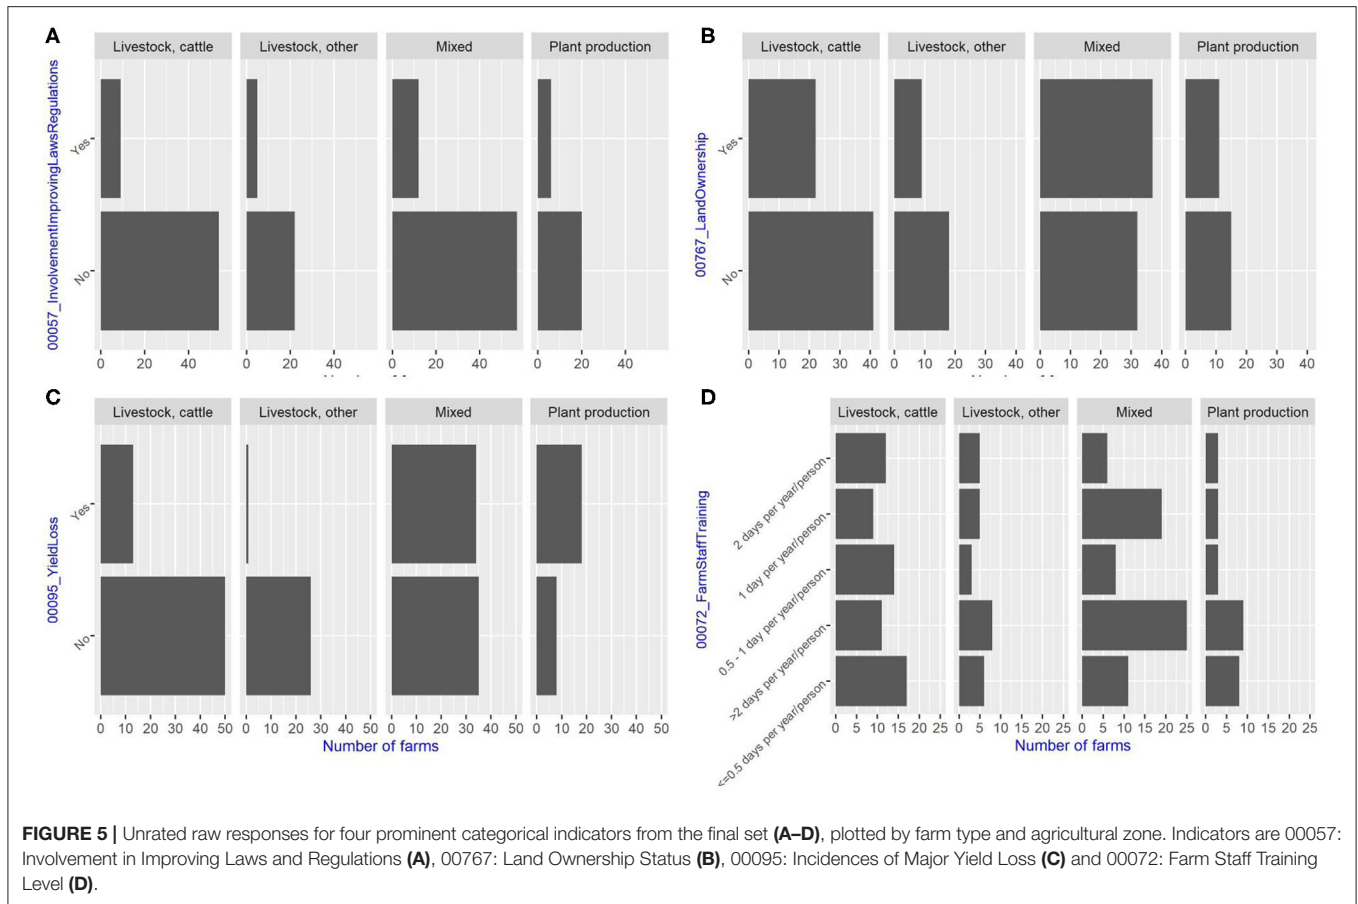 A
Livestock, cattle Livestock, other Mixed Plant production
00057_InvolvementImprovingLawsRegulations
Yes
No
0 20 40 0 20 40 0 20 40 0 20 40
B
Livestock, cattle Livestock, other Mixed Plant production
00767_LandOwnership
Yes
No
0 10 20 30 40 0 10 20 30 40 0 10 20 30 40 0 10 20 30 40
C
Livestock, cattle Livestock, other Mixed Plant production
00095_YieldLoss
Yes
No
0 10 20 30 40 50 0 10 20 30 40 50 0 10 20 30 40 50 0 10 20 30 40 50
Number of farms
D
Livestock, cattle Livestock, other Mixed Plant production
00072_FarmStaffTraining
2 days per year/person
1 day per year/person
0.5 - 1 day per year/person
>2 days per year/person
<=0.5 days per year/person
0 5 10 15 20 25 0 5 10 15 20 25 0 5 10 15 20 25 0 5 10 15 20 25
Number of farms
FIGURE 5 | Unrated raw responses for four prominent categorical indicators from the final set (A–D), plotted by farm type and agricultural zone. Indicators are 00057:
Involvement in Improving Laws and Regulations (A), 00767: Land Ownership Status (B), 00095: Incidences of Major Yield Loss (C) and 00072: Farm Staff Training
Level (D).